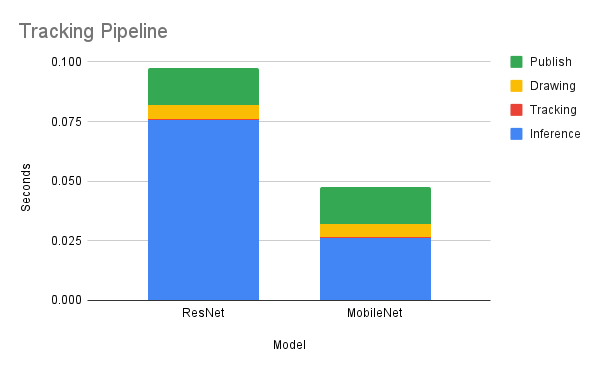 Tracking Pipeline
0.100
0.075
0.050
0.025
0.000
Seconds
ResNet
MobileNet
Model
Publish
Drawing
Tracking
Inference